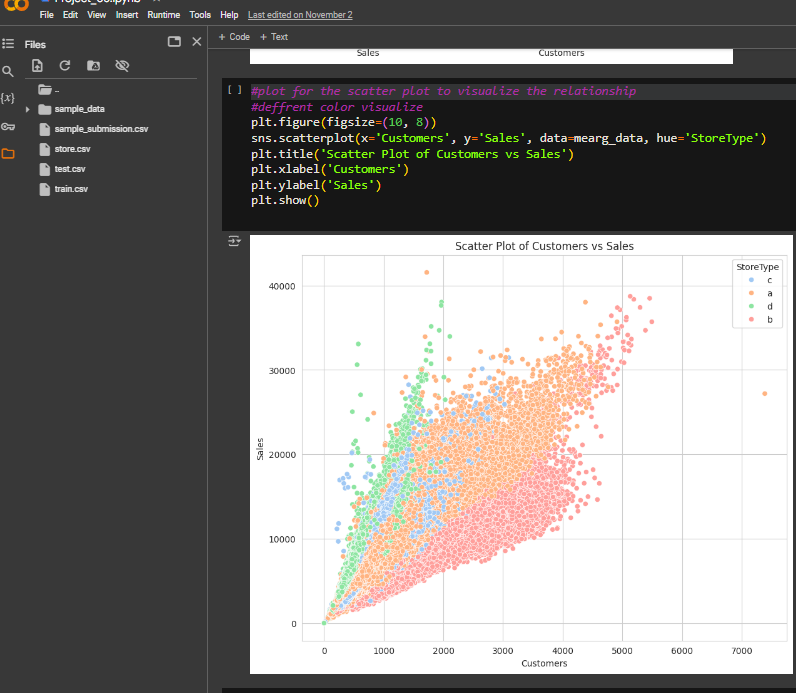 File Edit View Insert Runtime Tools Help Last edited on November 2
Files
+ Code + Text
..
sample_data
sample_submission.csv
store.csv
test.csv
train.csv
{x}
Sales Customers
[ ] #plot for the scatter plot to visualize the relationship
#deffrent color visualize
plt.figure(figsize=(10, 8))
sns.scatterplot(x='Customers', y='Sales', data=mearg_data, hue='StoreType')
plt.title('Scatter Plot of Customers vs Sales')
plt.xlabel('Customers')
plt.ylabel('Sales')
plt.show()
Scatter Plot of Customers vs Sales
StoreType
c
a
d
b
40000
30000
20000
10000
0
Sales
0 1000 2000 3000 4000 5000 6000 7000
Customers